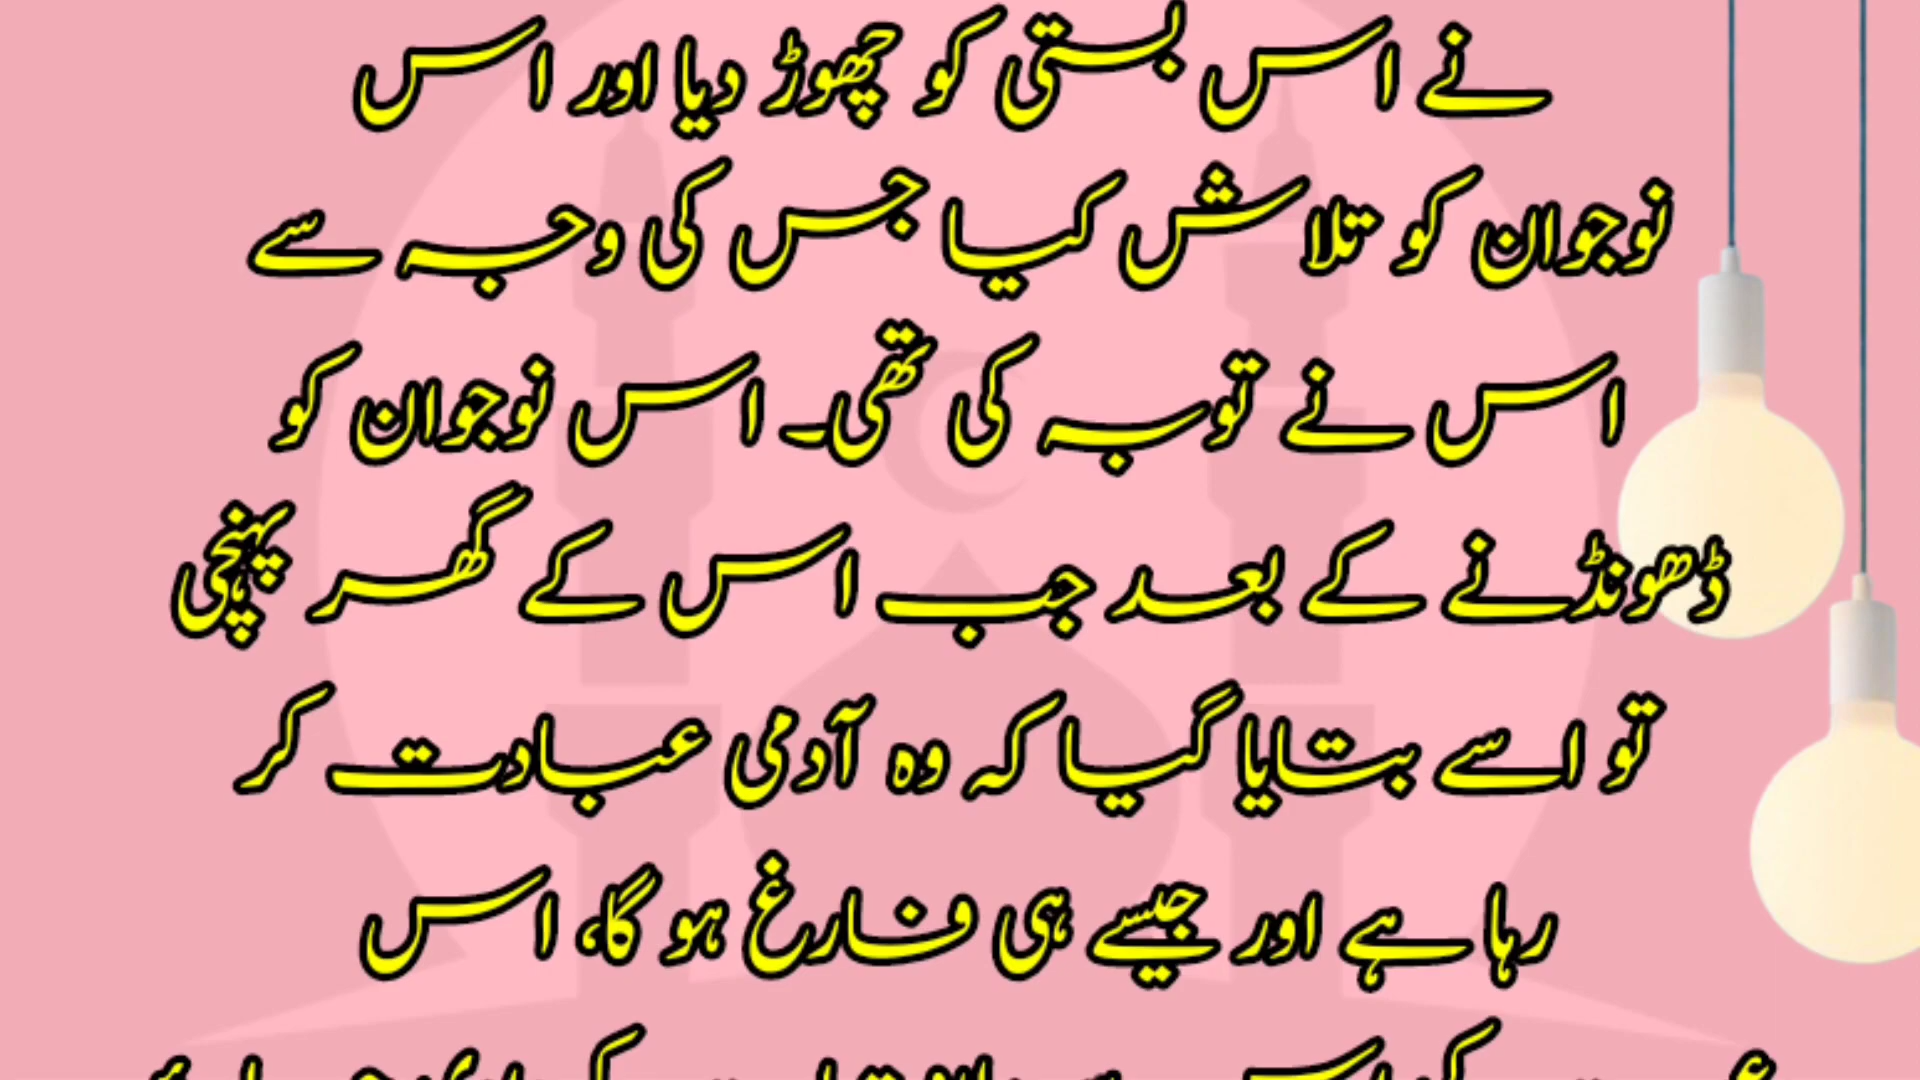 نے اس بستی کو چھوڑ دیا اور اس
نوجوان کو تلاش کیا جس کی وجہ سے
اس نے توبہ کی تھی۔ اس نوجوان کو
ڈھونڈنے کے بعد جب اس کے گھر پہنچی
تو اسے بتایا گیا کہ وہ آدمی عبادت کر
رہا ہے اور جیسے ہی فارغ ہو گا، اس